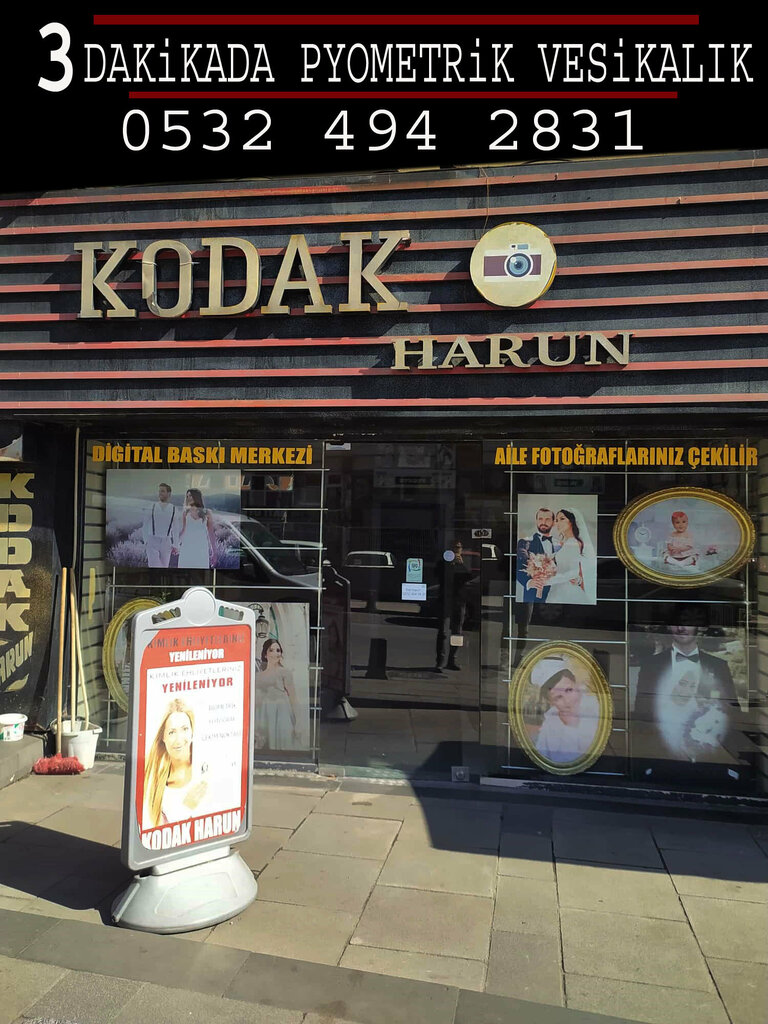 3 DAKiKADA PYOMETRiK VESiKALIK
0532 494 2831
KODAK
HARUN
DİGİTAL BASKI MERKEZİ
AİLE FOTOĞRAFLARINIZ ÇEKİLİR
KODAK
HARUN
YENİLENİYOR
KİMLİK EHLİYETLERİNİZ
YENİLENİYOR
KODAK HARUN